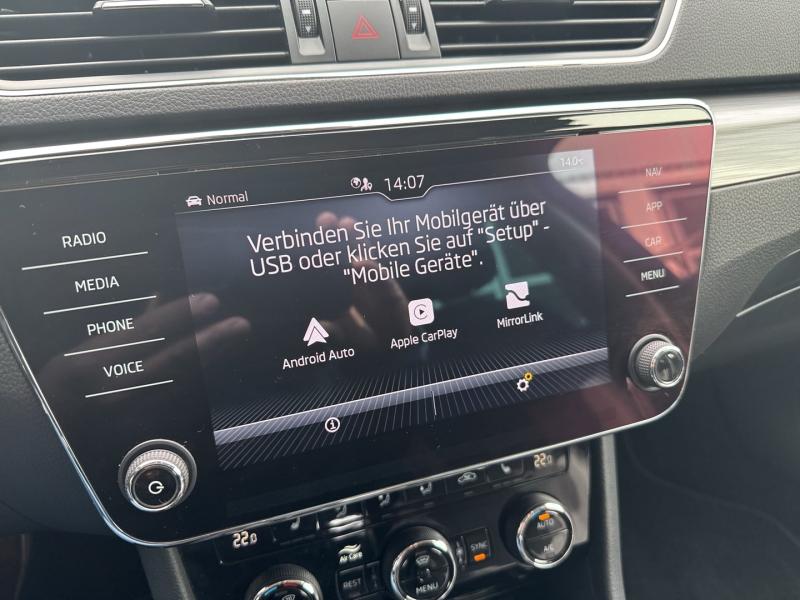 Normal
14:07
14.0°
RADIO
MEDIA
PHONE
VOICE
NAV
APP
CAR
MENU
Verbinden Sie Ihr Mobilgerät über
USB oder klicken Sie auf "Setup" -
"Mobile Geräte".
Android Auto
Apple CarPlay
MirrorLink
22.0
22.0
Air Care
REST
MENU
SYNC
AUTO
A/C